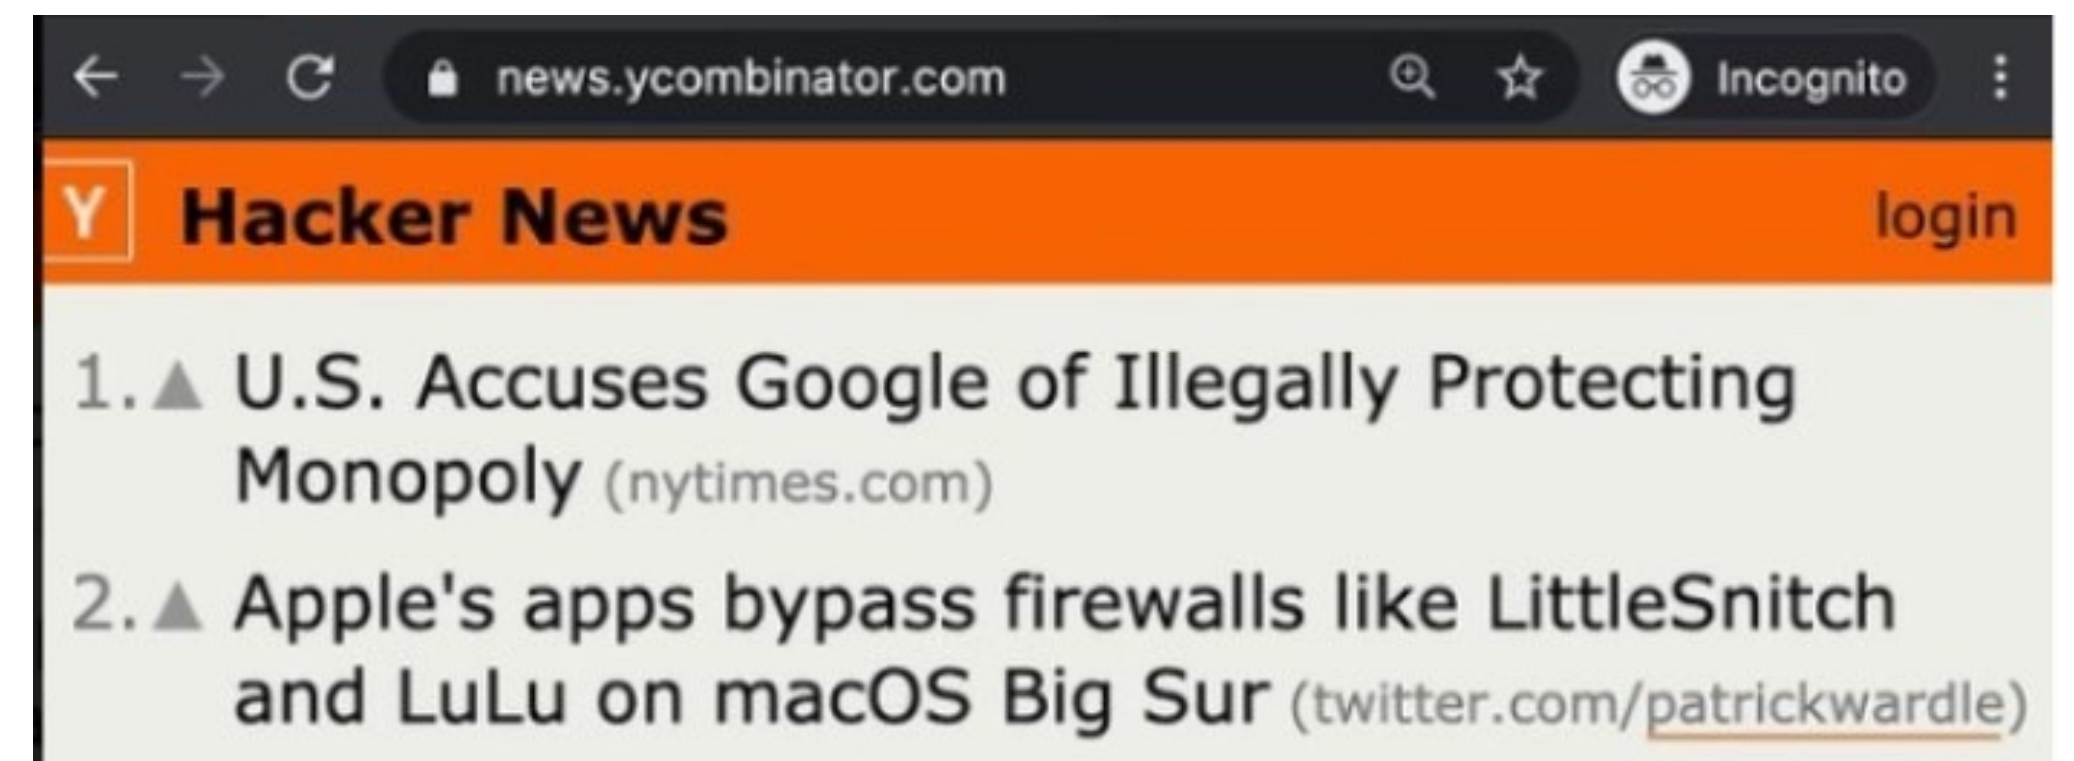 news.ycombinator.com
Incognito
Y
Hacker News
login
1. U.S. Accuses Google of Illegally Protecting
Monopoly (nytimes.com)
2. Apple's apps bypass firewalls like LittleSnitch
and LuLu on macOS Big Sur (twitter.com/patrickwardle)